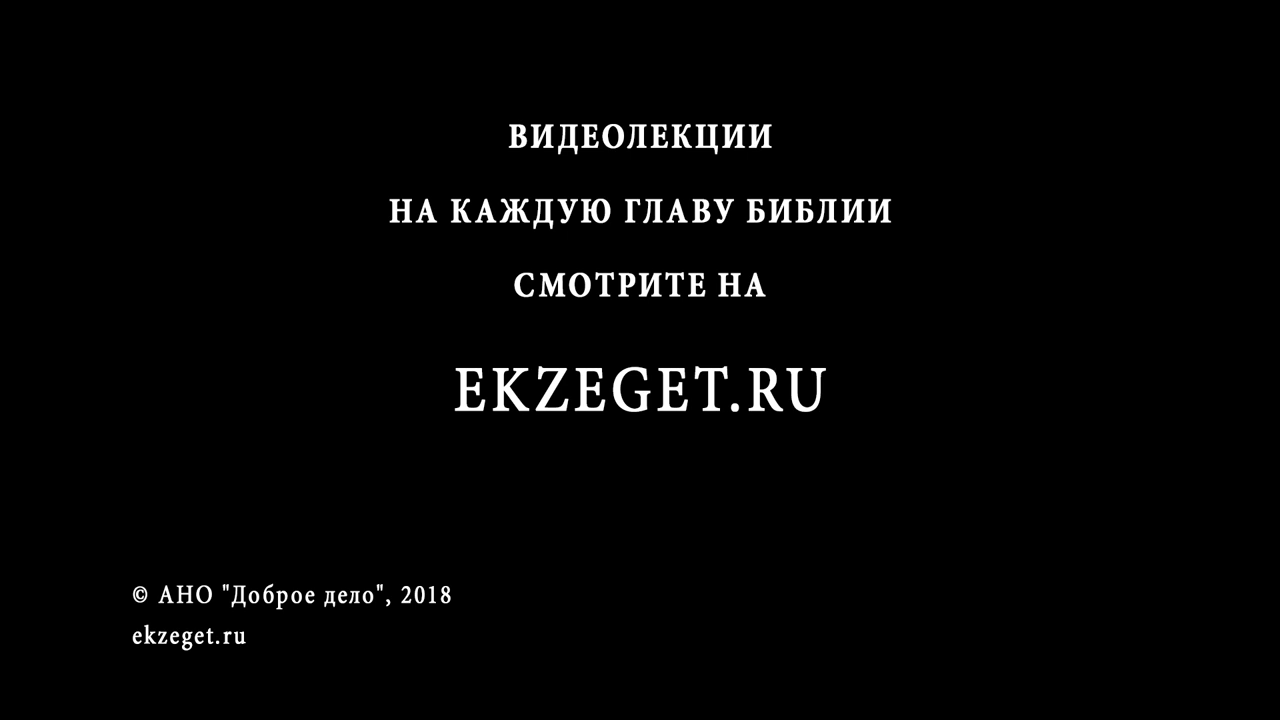 ВИДЕОЛЕКЦИИ
НА КАЖДУЮ ГЛАВУ БИБЛИИ
СМОТРИТЕ НА
EKZEGET.RU
© АНО "Доброе дело", 2018
ekzeget.ru